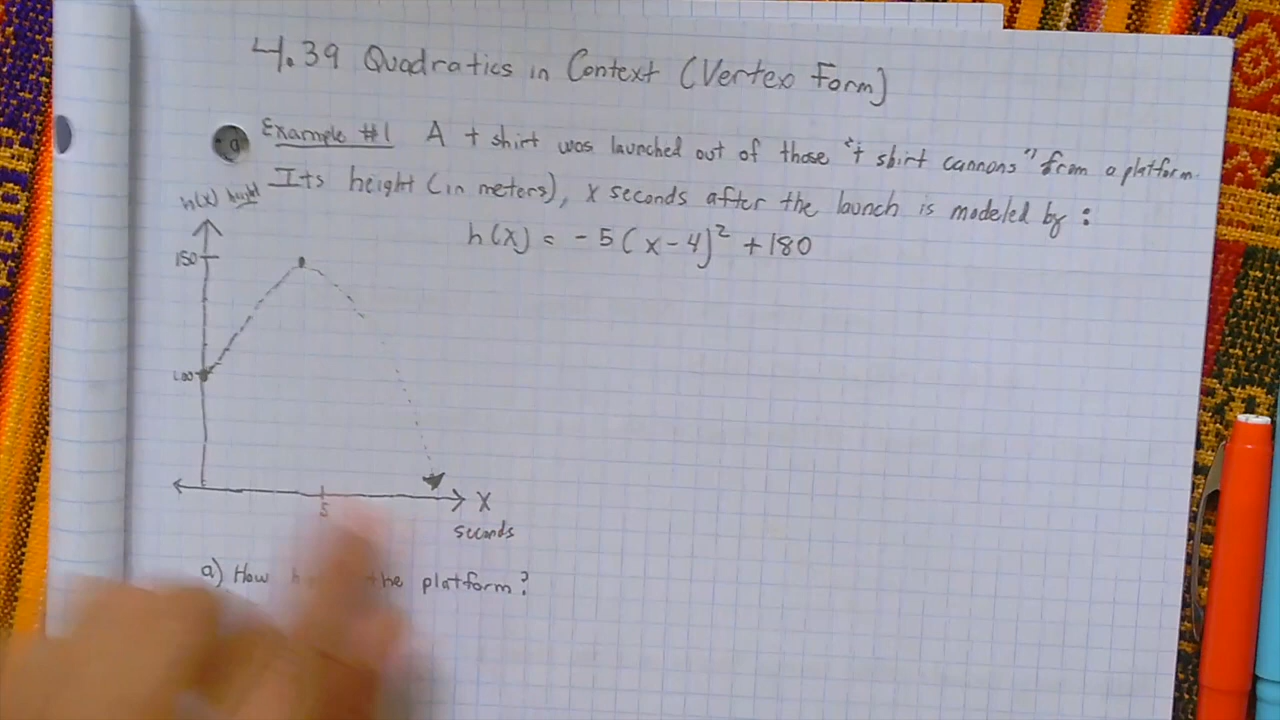 4.39 Quadratics in Context (Vertex Form)
Example #1 A t shirt was launched out of those "t shirt cannons" from a platform.
Its height (in meters), x seconds after the launch is modeled by:
h(x) = -5(x-4)² +180
h(x) height
150
100
5
X
seconds
a) How the platform?